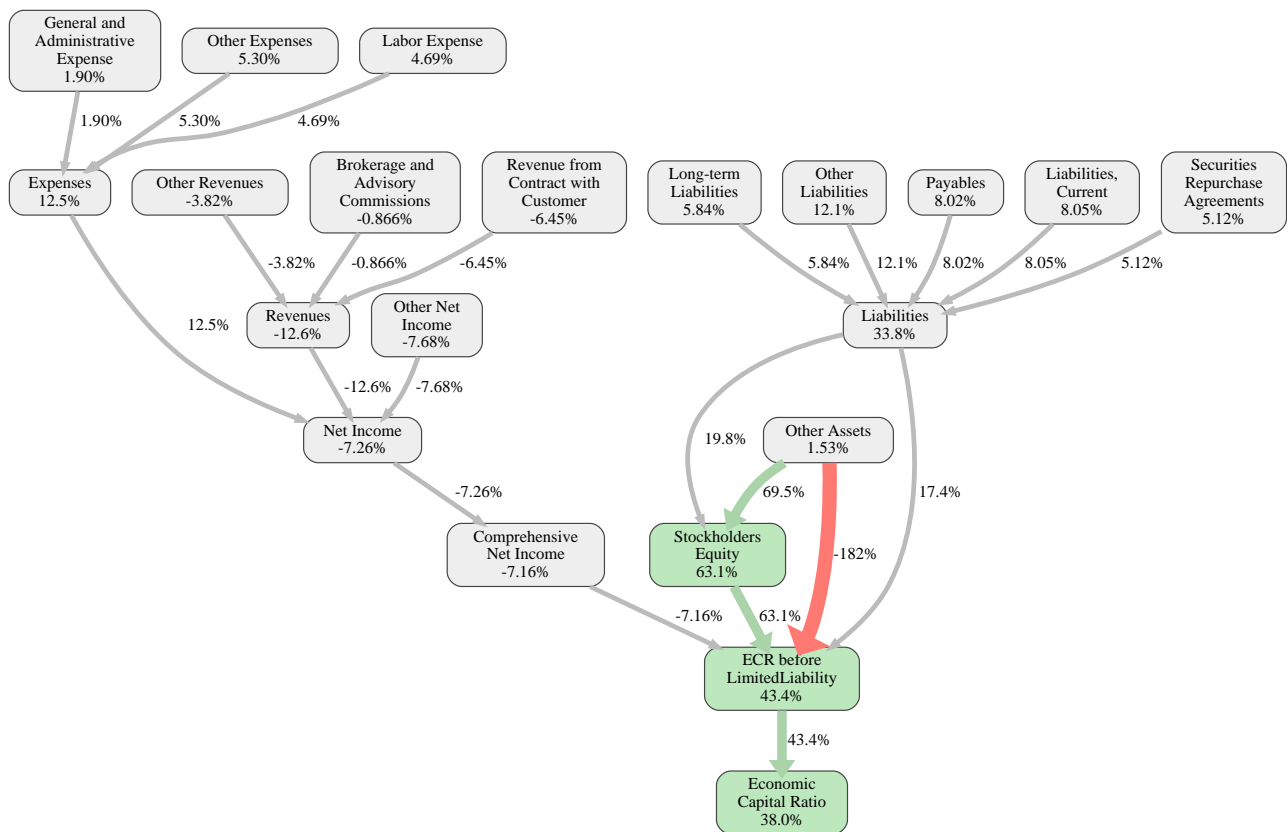 General and
Administrative
Expense
1.90%
Other Expenses
5.30%
Labor Expense
4.69%
1.90%
5.30%
4.69%
Expenses
12.5%
Other Revenues
-3.82%
Brokerage and
Advisory
Commissions
-0.866%
Revenue from
Contract with
Customer
-6.45%
Long-term
Liabilities
5.84%
Other
Liabilities
12.1%
Payables
8.02%
Liabilities,
Current
8.05%
Securities
Repurchase
Agreements
5.12%
-3.82%
-0.866%
-6.45%
5.84%
12.1%
8.02%
8.05%
5.12%
12.5%
Revenues
-12.6%
Other Net
Income
-7.68%
Liabilities
33.8%
-12.6%
-7.68%
Net Income
-7.26%
19.8%
Other Assets
1.53%
17.4%
-7.26%
69.5%
-182%
Comprehensive
Net Income
-7.16%
Stockholders
Equity
63.1%
-7.16%
63.1%
ECR before
LimitedLiability
43.4%
43.4%
Economic
Capital Ratio
38.0%